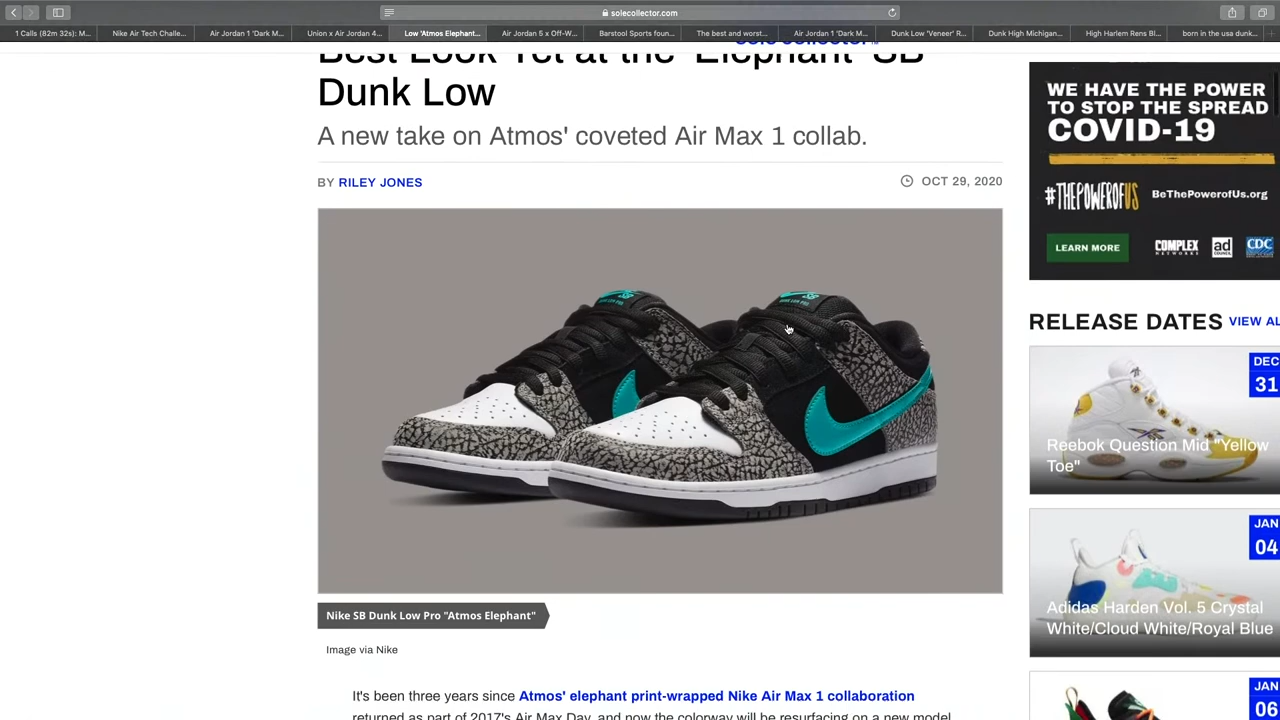 solecollector.com
1 Calls (82m 32s): M...
Nike Air Tech Challe...
Air Jordan 1 'Dark M...
Union x Air Jordan 4...
Low 'Atmos Elephant...
Air Jordan 5 x Off-W...
Barstool Sports foun...
The best and worst...
Air Jordan 1 'Dark M...
Dunk Low 'Veneer' R...
Dunk High Michigan...
High Harlem Rens Bl...
born in the usa dunk...
Best Look Yet at the 'Elephant' SB
Dunk Low
A new take on Atmos' coveted Air Max 1 collab.
BY RILEY JONES
OCT 29, 2020
SB
Nike SB Dunk Low Pro "Atmos Elephant"
Image via Nike
It's been three years since Atmos' elephant print-wrapped Nike Air Max 1 collaboration
returned as part of 2017's Air Max Day, and now the colorway will be resurfacing on a new model
WE HAVE THE POWER
TO STOP THE SPREAD
COVID-19
#THEPOWEROFUS
BeThePowerofUs.org
LEARN MORE
COMPLEX
NETWORKS
ad
COUNCIL
CDC
RELEASE DATES
VIEW AL
DEC
31
Reebok Question Mid "Yellow
Toe"
JAN
04
Adidas Harden Vol. 5 Crystal
White/Cloud White/Royal Blue
JAN
06